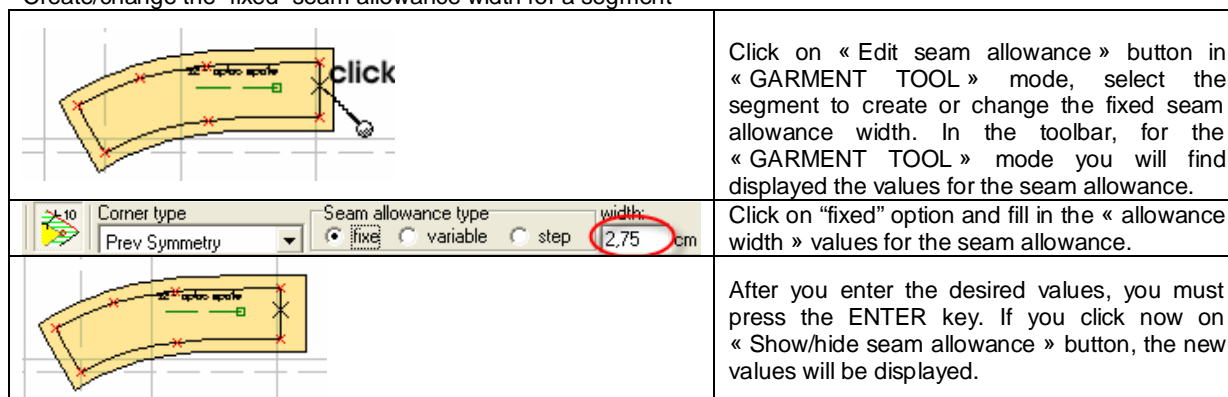 Create/change the "fixed" seam allowance width for a segment
click
Click on « Edit seam allowance » button in
« GARMENT TOOL » mode, select the
segment to create or change the fixed seam
allowance width. In the toolbar, for the
« GARMENT TOOL » mode you will find
displayed the values for the seam allowance.
10 Corner type Seam allowance type width:
Prev Symmetry fixe variable step 2,75 cm
Click on “fixed” option and fill in the « allowance
width » values for the seam allowance.
After you enter the desired values, you must
press the ENTER key. If you click now on
« Show/hide seam allowance » button, the new
values will be displayed.